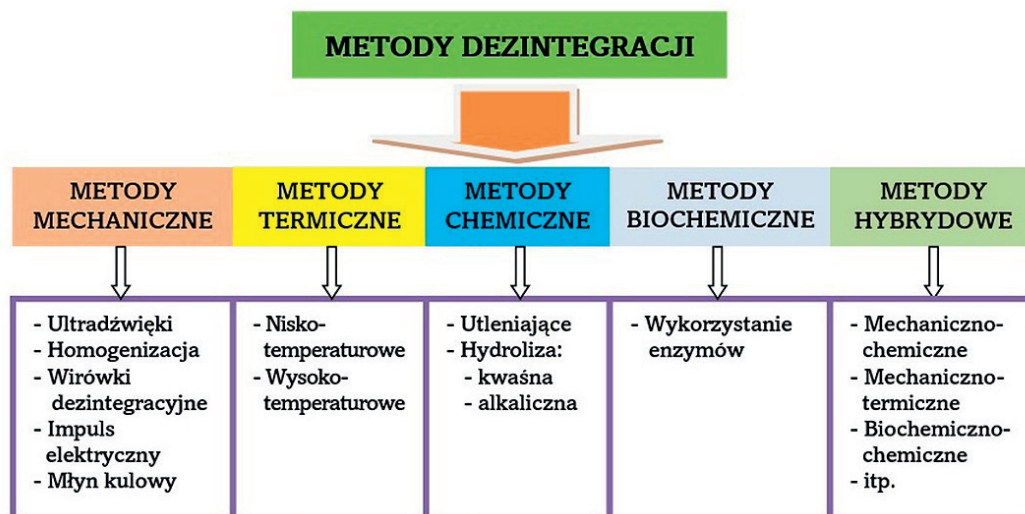 METODY DEZINTEGRACJI
METODY
MECHANICZNE
METODY
TERMICZNE
METODY
CHEMICZNE
METODY
BIOCHEMICZNE
METODY
HYBRYDOWE
- Ultradźwięki
- Homogenizacja
- Wirówki
dezintegracyjne
- Impuls
elektryczny
- Młyn kulowy
- Nisko-
temperaturowe
- Wysoko-
temperaturowe
- Utleniające
- Hydroliza:
- kwaśna
- alkaliczna
- Wykorzystanie
enzymów
- Mechaniczno-
chemiczne
- Mechaniczno-
termiczne
- Biochemiczno-
chemiczne
- itp.